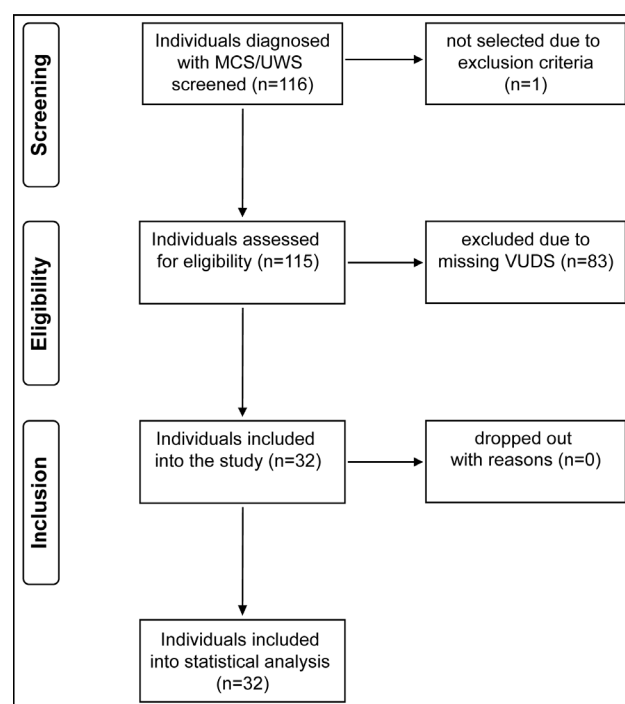 Screening
Individuals diagnosed
with MCS/UWS
screened (n=116)
not selected due to
exclusion criteria
(n=1)
Eligibility
Individuals assessed
for eligibility (n=115)
excluded due to
missing VUDS (n=83)
Inclusion
Individuals included
into the study (n=32)
dropped out
with reasons (n=0)
Individuals included
into statistical analysis
(n=32)